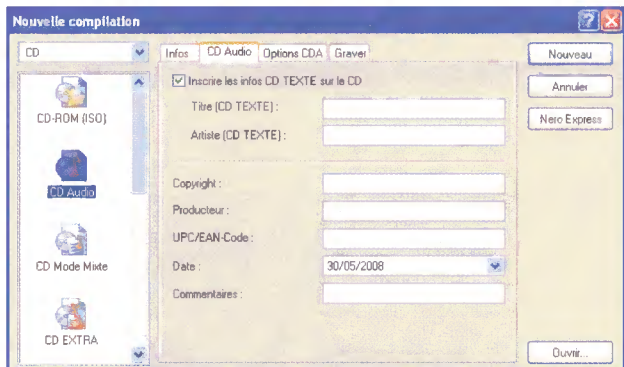 Nouvelle compilation
CD
CD-ROM (ISO)
CD Audio
CD Mode Mixte
CD EXTRA
Infos CD Audio Options CDA Graver
Inscrire les infos CD TEXTE sur le CD
Titre (CD TEXTE) :
Artiste (CD TEXTE) :
Copyright :
Producteur :
UPC/EAN-Code :
Date : 30/05/2008
Commentaires :
Nouveau
Annuler
Nero Express
Ouvrir...